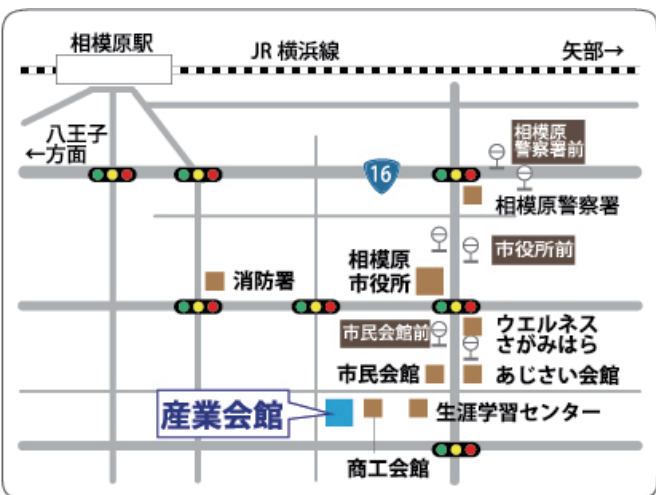 相模原駅
JR 横浜線
矢部→
八王子
←方面
16
相模原
警察署前
相模原警察署
市役所前
相模原
市役所
消防署
市民会館前
ウエルネス
さがみはら
市民会館
あじさい会館
産業会館
生涯学習センター
商工会館